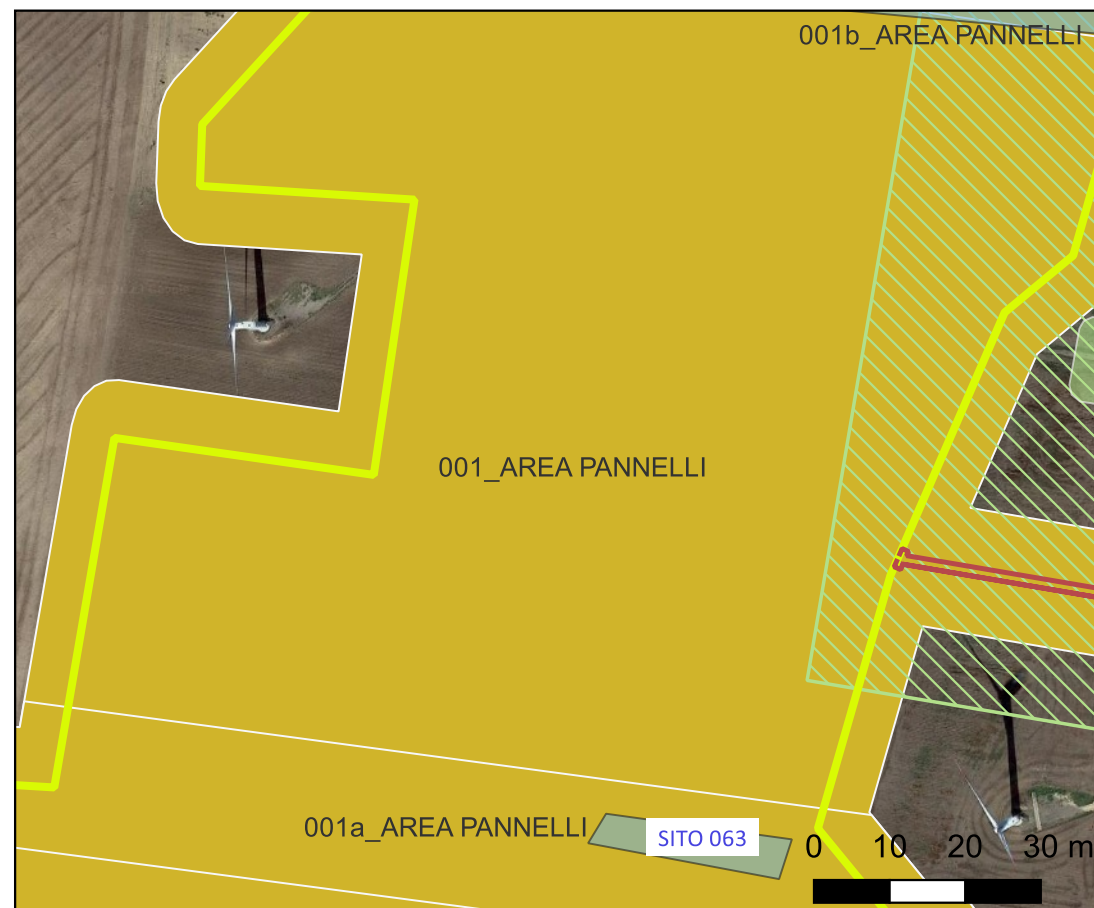 001b_AREA PANNELLI
001_AREA PANNELLI
001a_AREA PANNELLI
SITO 063
0 10 20 30 m